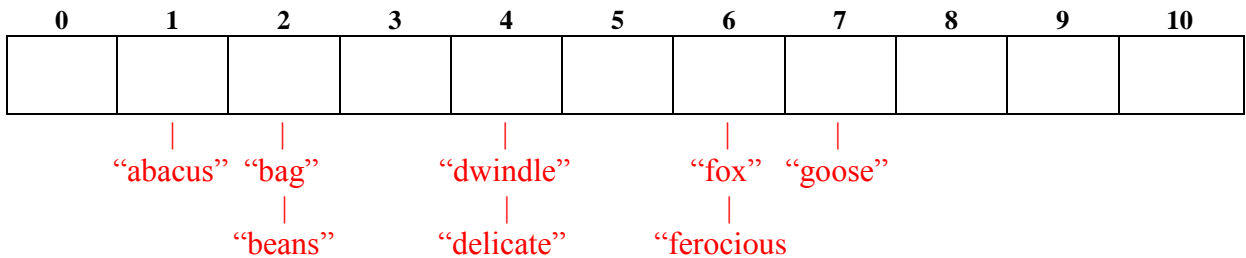 0 1 2 3 4 5 6 7 8 9 10
“abacus” “bag” “dwindle” “fox” “goose”
“beans” “delicate” “ferocious